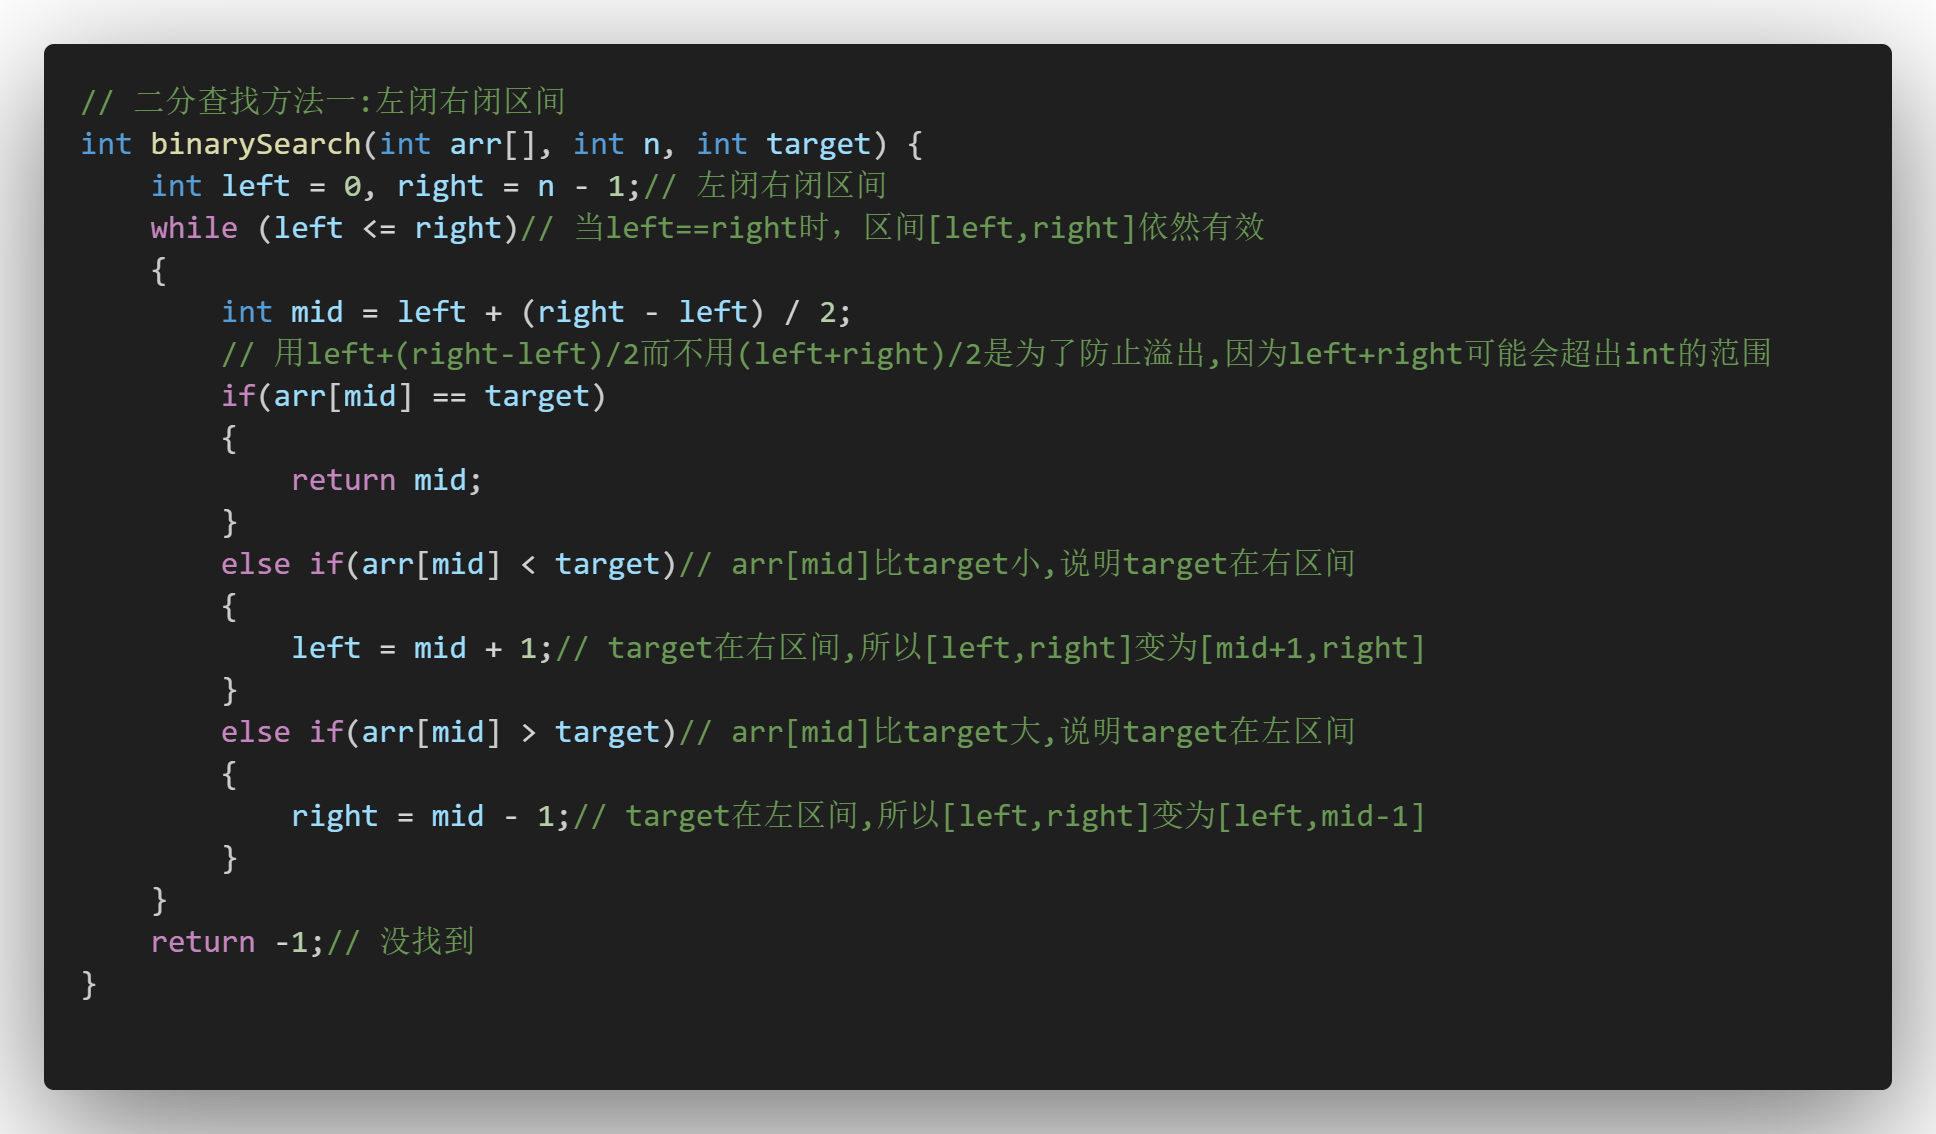 // 二分查找方法一:左闭右闭区间
int binarySearch(int arr[], int n, int target) {
    int left = 0, right = n - 1;// 左闭右闭区间
    while (left <= right)// 当left==right时，区间[left,right]依然有效
    {
        int mid = left + (right - left) / 2;
        // 用left+(right-left)/2而不用(left+right)/2是为了防止溢出,因为left+right可能会超出int的范围
        if(arr[mid] == target)
        {
            return mid;
        }
        else if(arr[mid] < target)// arr[mid]比target小,说明target在右区间
        {
            left = mid + 1;// target在右区间,所以[left,right]变为[mid+1,right]
        }
        else if(arr[mid] > target)// arr[mid]比target大,说明target在左区间
        {
            right = mid - 1;// target在左区间,所以[left,right]变为[left,mid-1]
        }
    }
    return -1;// 没找到
}